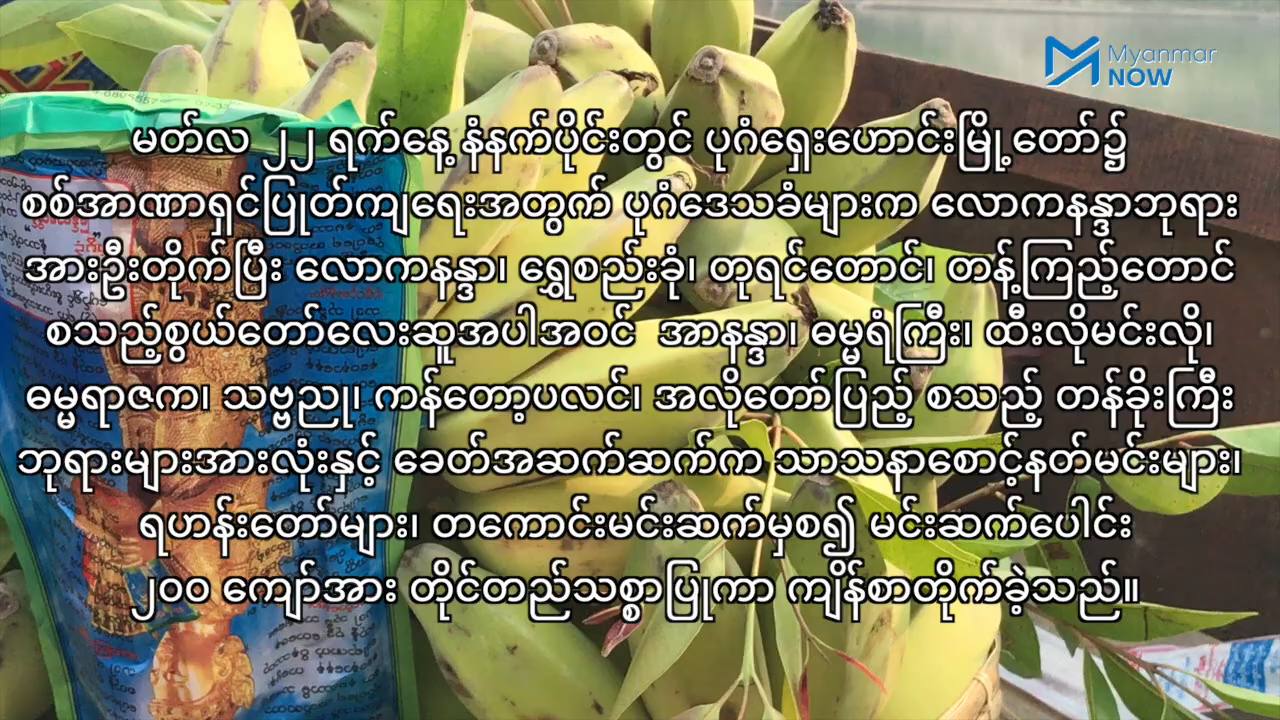 Myanmar
NOW
မတ်လ ၂၂ ရက်နေ့ နံနက်ပိုင်းတွင် ပုဂံရှေးဟောင်းမြို့တော်၌
စစ်အာဏာရှင်ပြုတ်ကျရေးအတွက် ပုဂံဒေသခံများက လောကနန္ဒာဘုရား
အားဦးတိုက်ပြီး လောကနန္ဒာ၊ ရွှေစည်းခုံ၊ တုရင်တောင်၊ တန့်ကြည့်တောင်
စသည့်စွယ်တော်လေးဆူအပါအဝင် အာနန္ဒာ၊ ဓမ္မရံကြီး၊ ထီးလိုမင်းလို၊
ဓမ္မရာဇက၊ သဗ္ဗညု၊ ကန်တော့ပလင်၊ အလိုတော်ပြည့် စသည့် တန်ခိုးကြီး
ဘုရားများအားလုံးနှင့် ခေတ်အဆက်ဆက်က သာသနာစောင့်နတ်မင်းများ၊
ရဟန်းတော်များ၊ တကောင်းမင်းဆက်မှစ၍ မင်းဆက်ပေါင်း
၂၀၀ ကျော်အား တိုင်တည်သစ္စာပြုကာ ကျိန်စာတိုက်ခဲ့သည်။